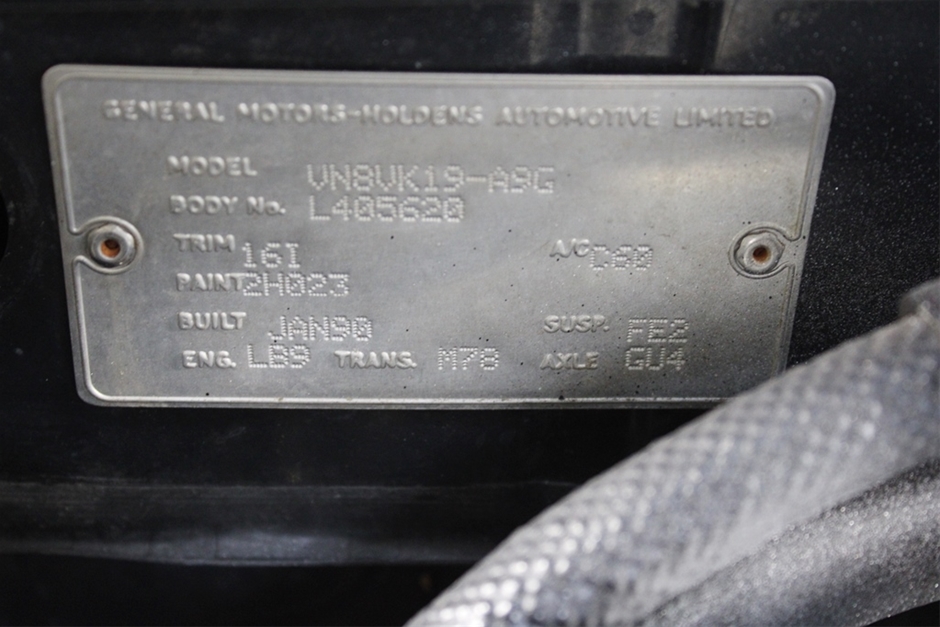 GENERAL MOTORS-HOLDENS AUTOMOTIVE LIMITED
MODEL VN8VK19-A9G
BODY No. L405620
TRIM 16I A/C C60
PAINT 2H023
BUILT JAN90 SUSP. FE2
ENG. LB9 TRANS. M78 AXLE GU4